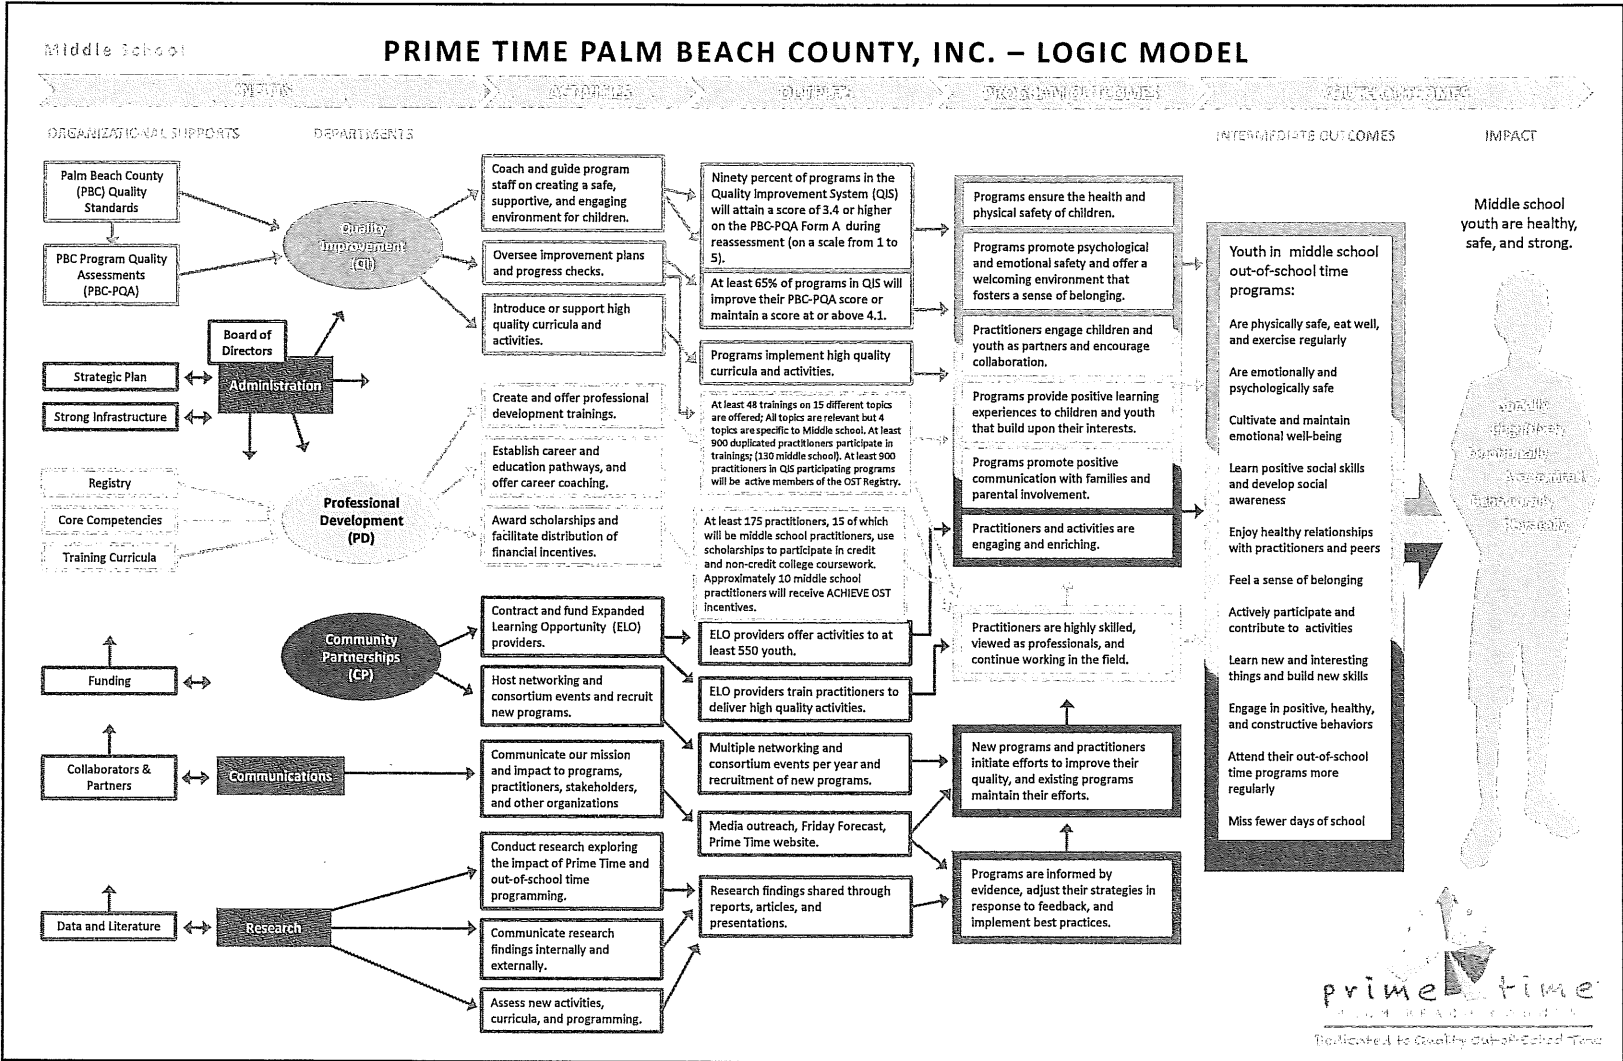 Middle School
PRIME TIME PALM BEACH COUNTY, INC. – LOGIC MODEL
INPUTS
ACTIVITIES
OUTPUTS
PROGRAM OUTCOMES
YOUTH OUTCOMES
ORGANIZATIONAL SUPPORTS
DEPARTMENTS
INTERMEDIATE OUTCOMES
IMPACT
Palm Beach County
(PBC) Quality
Standards
PBC Program Quality
Assessments
(PBC-PQA)
Board of
Directors
Strategic Plan
Strong Infrastructure
Administration
Registry
Core Competencies
Training Curricula
Funding
Collaborators &
Partners
Data and Literature
Quality
Improvement
(QI)
Professional
Development
(PD)
Community
Partnerships
(CP)
Communications
Research
Coach and guide program
staff on creating a safe,
supportive, and engaging
environment for children.
Oversee improvement plans
and progress checks.
Introduce or support high
quality curricula and
activities.
Create and offer professional
development trainings.
Establish career and
education pathways, and
offer career coaching.
Award scholarships and
facilitate distribution of
financial incentives.
Contract and fund Expanded
Learning Opportunity (ELO)
providers.
Host networking and
consortium events and recruit
new programs.
Communicate our mission
and impact to programs,
practitioners, stakeholders,
and other organizations
Conduct research exploring
the impact of Prime Time and
out-of-school time
programming.
Communicate research
findings internally and
externally.
Assess new activities,
curricula, and programming.
Ninety percent of programs in the
Quality Improvement System (QIS)
will attain a score of 3.4 or higher
on the PBC-PQA Form A during
reassessment (on a scale from 1 to
5).
At least 65% of programs in QIS will
improve their PBC-PQA score or
maintain a score at or above 4.1.
Programs implement high quality
curricula and activities.
At least 48 trainings on 15 different topics
are offered; All topics are relevant but 4
topics are specific to Middle school. At least
900 duplicated practitioners participate in
trainings; (130 middle school). At least 900
practitioners in QIS participating programs
will be active members of the OST Registry.
At least 175 practitioners, 15 of which
will be middle school practitioners, use
scholarships to participate in credit
and non-credit college coursework.
Approximately 10 middle school
practitioners will receive ACHIEVE OST
incentives.
ELO providers offer activities to at
least 550 youth.
ELO providers train practitioners to
deliver high quality activities.
Multiple networking and
consortium events per year and
recruitment of new programs.
Media outreach, Friday Forecast,
Prime Time website.
Research findings shared through
reports, articles, and
presentations.
Programs ensure the health and
physical safety of children.
Programs promote psychological
and emotional safety and offer a
welcoming environment that
fosters a sense of belonging.
Practitioners engage children and
youth as partners and encourage
collaboration.
Programs provide positive learning
experiences to children and youth
that build upon their interests.
Programs promote positive
communication with families and
parental involvement.
Practitioners and activities are
engaging and enriching.
Practitioners are highly skilled,
viewed as professionals, and
continue working in the field.
New programs and practitioners
initiate efforts to improve their
quality, and existing programs
maintain their efforts.
Programs are informed by
evidence, adjust their strategies in
response to feedback, and
implement best practices.
Youth in middle school
out-of-school time
programs:
Are physically safe, eat well,
and exercise regularly
Are emotionally and
psychologically safe
Cultivate and maintain
emotional well-being
Learn positive social skills
and develop social
awareness
Enjoy healthy relationships
with practitioners and peers
Feel a sense of belonging
Actively participate and
contribute to activities
Learn new and interesting
things and build new skills
Engage in positive, healthy,
and constructive behaviors
Attend their out-of-school
time programs more
regularly
Miss fewer days of school
Middle school
youth are healthy,
safe, and strong.
Socially
Cognitively
Emotionally
Academically
Behaviorally
Physically
prime time
PALM BEACH COUNTY
Dedicated to Quality Out-of-School Time